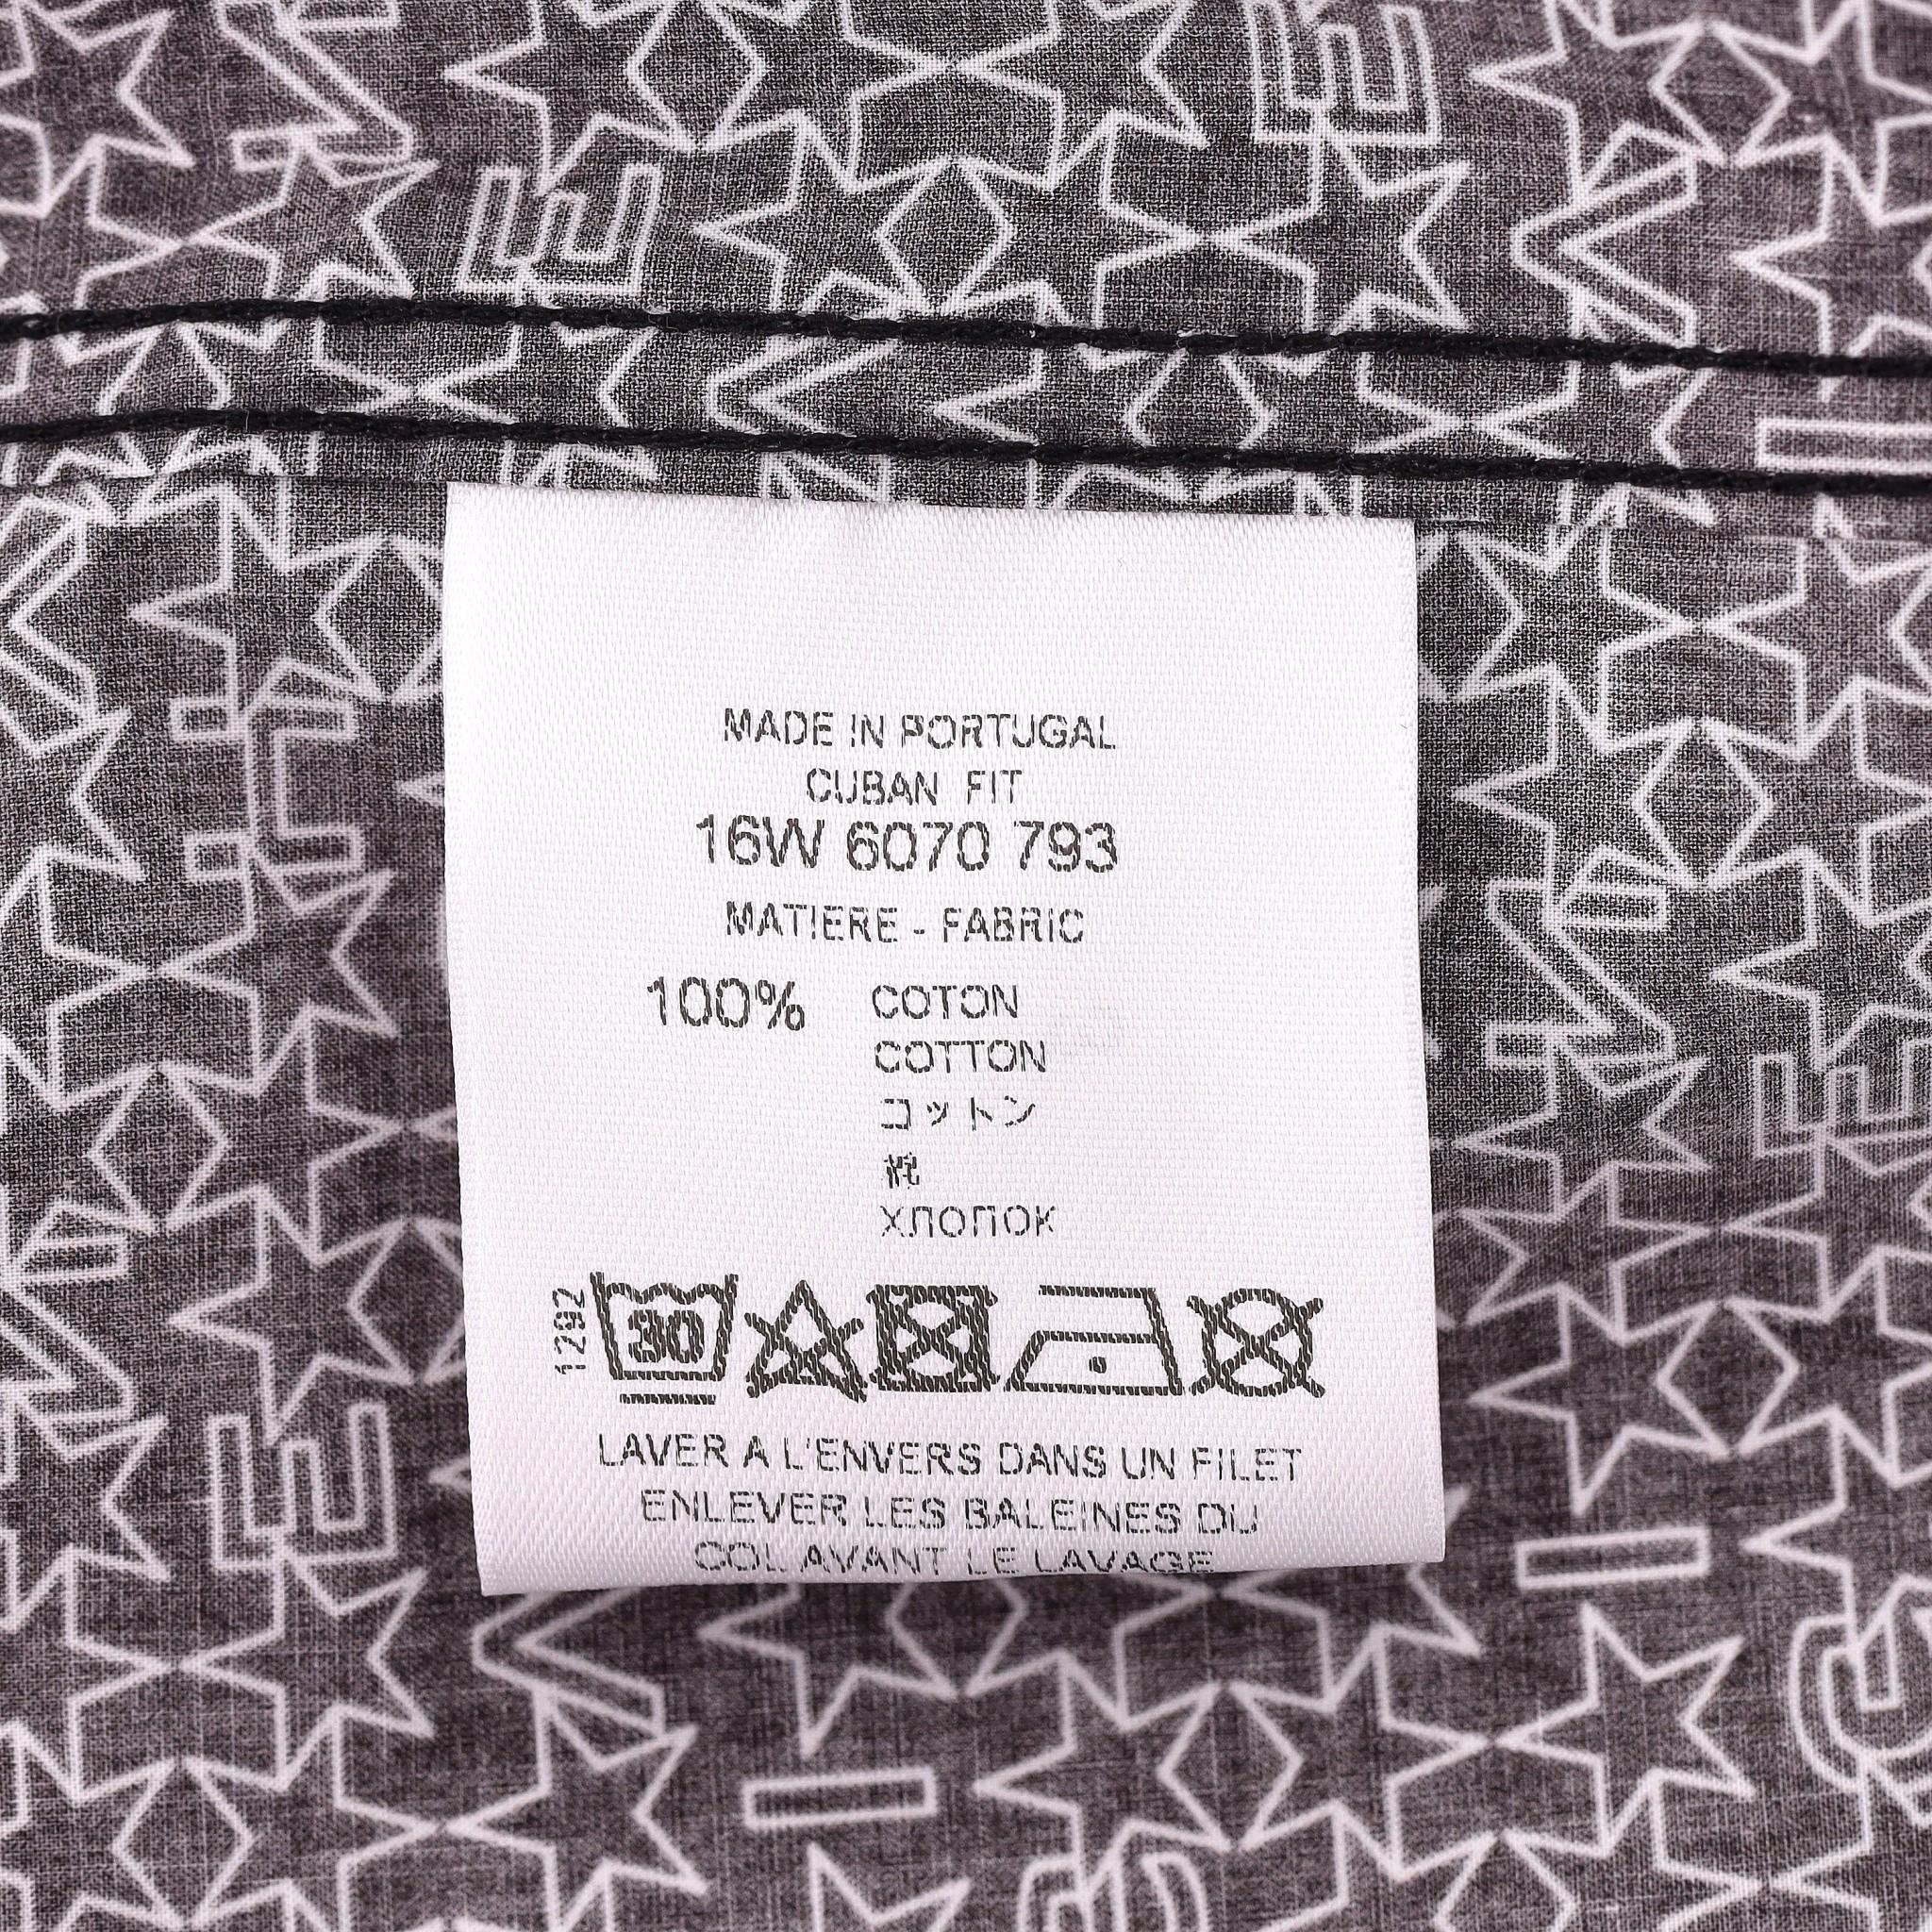 MADE IN PORTUGAL
CUBAN FIT
16W 6070 793
MATIERE - FABRIC
100% COTON
COTTON
コットン
ХЛОПОК
1292
30
LAVER A L'ENVERS DANS UN FILET
ENLEVER LES BALEINES DU
COL AVANT LE LAVAGE